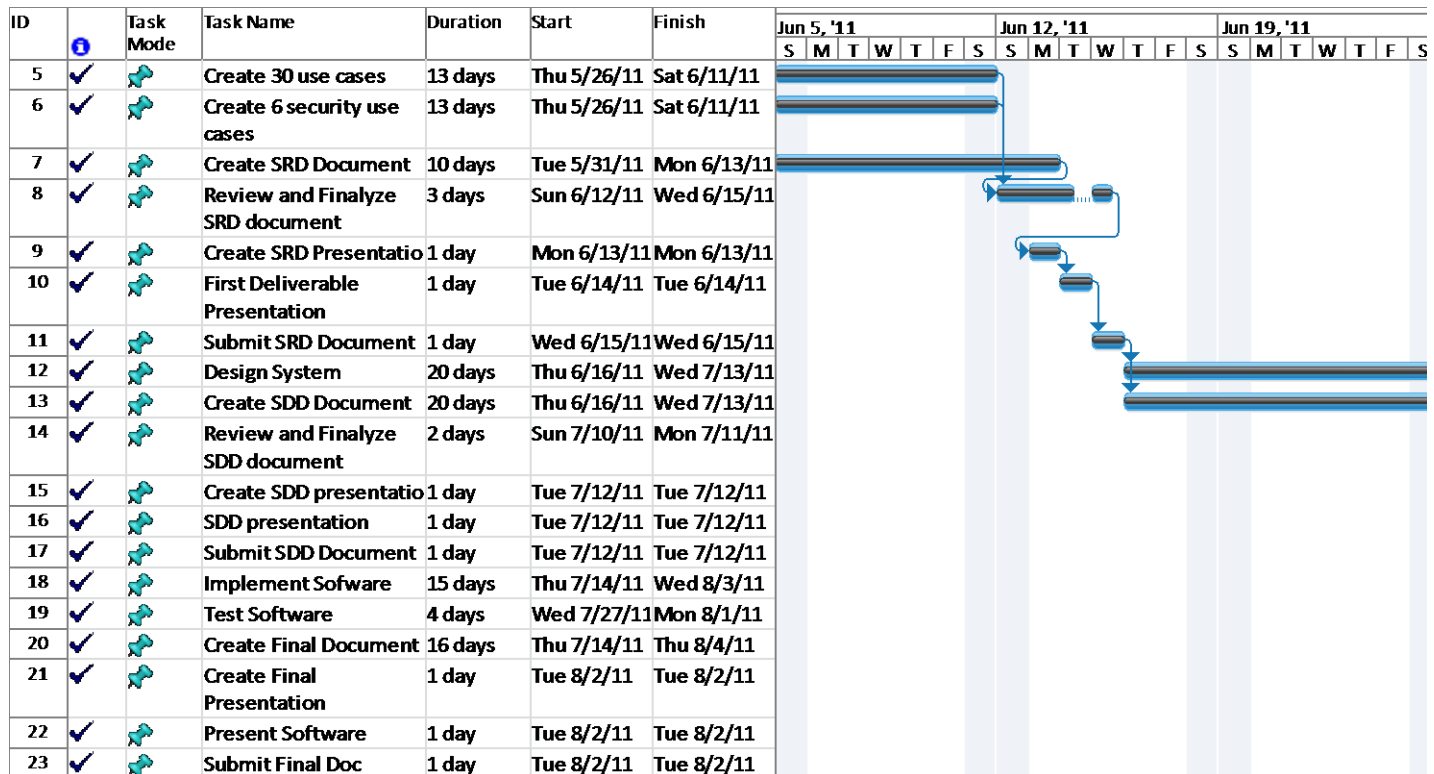 ID Task Mode Task Name Duration Start Finish
Jun 5, '11 Jun 12, '11 Jun 19, '11
S M T W T F S S M T W T F S S M T W T F S
5 Create 30 use cases 13 days Thu 5/26/11 Sat 6/11/11
6 Create 6 security use 13 days Thu 5/26/11 Sat 6/11/11
cases
7 Create SRD Document 10 days Tue 5/31/11 Mon 6/13/11
8 Review and Finalyze 3 days Sun 6/12/11 Wed 6/15/11
SRD document
9 Create SRD Presentatio 1 day Mon 6/13/11 Mon 6/13/11
10 First Deliverable 1 day Tue 6/14/11 Tue 6/14/11
Presentation
11 Submit SRD Document 1 day Wed 6/15/11 Wed 6/15/11
12 Design System 20 days Thu 6/16/11 Wed 7/13/11
13 Create SDD Document 20 days Thu 6/16/11 Wed 7/13/11
14 Review and Finalyze 2 days Sun 7/10/11 Mon 7/11/11
SDD document
15 Create SDD presentatio 1 day Tue 7/12/11 Tue 7/12/11
16 SDD presentation 1 day Tue 7/12/11 Tue 7/12/11
17 Submit SDD Document 1 day Tue 7/12/11 Tue 7/12/11
18 Implement Sofware 15 days Thu 7/14/11 Wed 8/3/11
19 Test Software 4 days Wed 7/27/11 Mon 8/1/11
20 Create Final Document 16 days Thu 7/14/11 Thu 8/4/11
21 Create Final 1 day Tue 8/2/11 Tue 8/2/11
Presentation
22 Present Software 1 day Tue 8/2/11 Tue 8/2/11
23 Submit Final Doc 1 day Tue 8/2/11 Tue 8/2/11